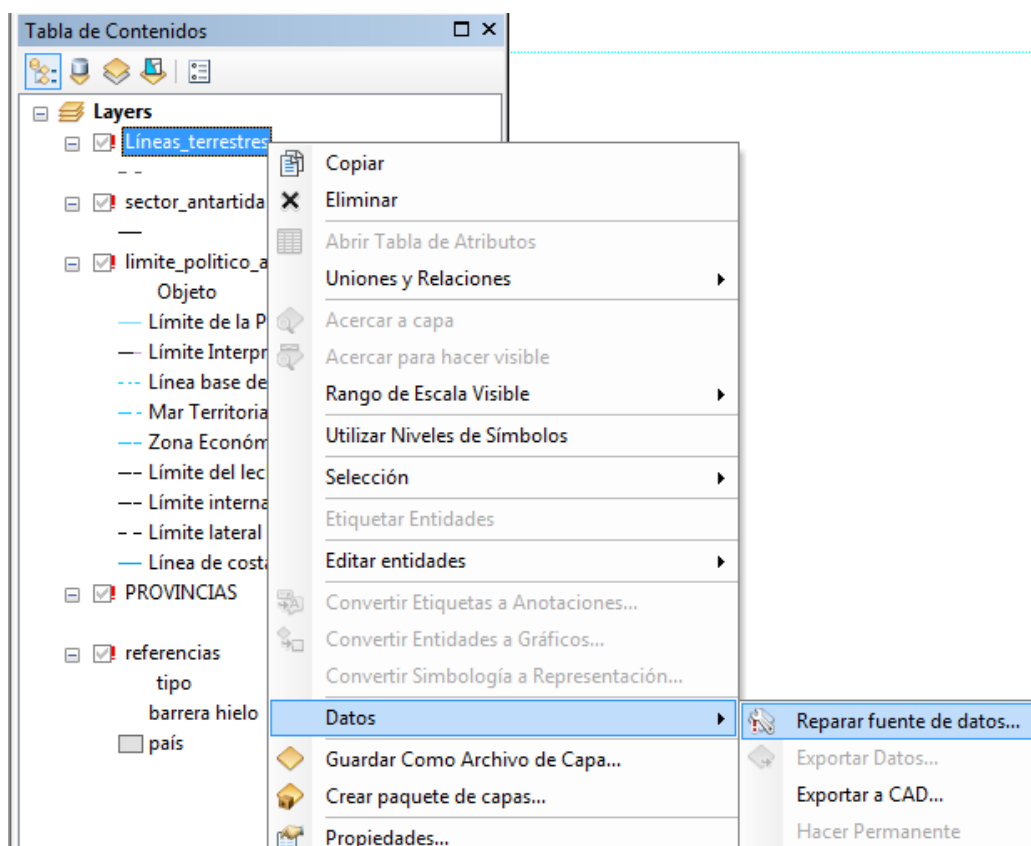 Tabla de Contenidos
Layers
Líneas_terrestres
sector_antartida
limite_politico_a
Objeto
Límite de la P
Límite Interpr
Línea base de
Mar Territoria
Zona Económ
Límite del lec
Límite interna
Límite lateral
Línea de costa
PROVINCIAS
referencias
tipo
barrera hielo
país
Copiar
Eliminar
Abrir Tabla de Atributos
Uniones y Relaciones
Acercar a capa
Acercar para hacer visible
Rango de Escala Visible
Utilizar Niveles de Símbolos
Selección
Etiquetar Entidades
Editar entidades
Convertir Etiquetas a Anotaciones...
Convertir Entidades a Gráficos...
Convertir Simbología a Representación...
Datos
Guardar Como Archivo de Capa...
Crear paquete de capas...
Propiedades...
Reparar fuente de datos...
Exportar Datos...
Exportar a CAD...
Hacer Permanente